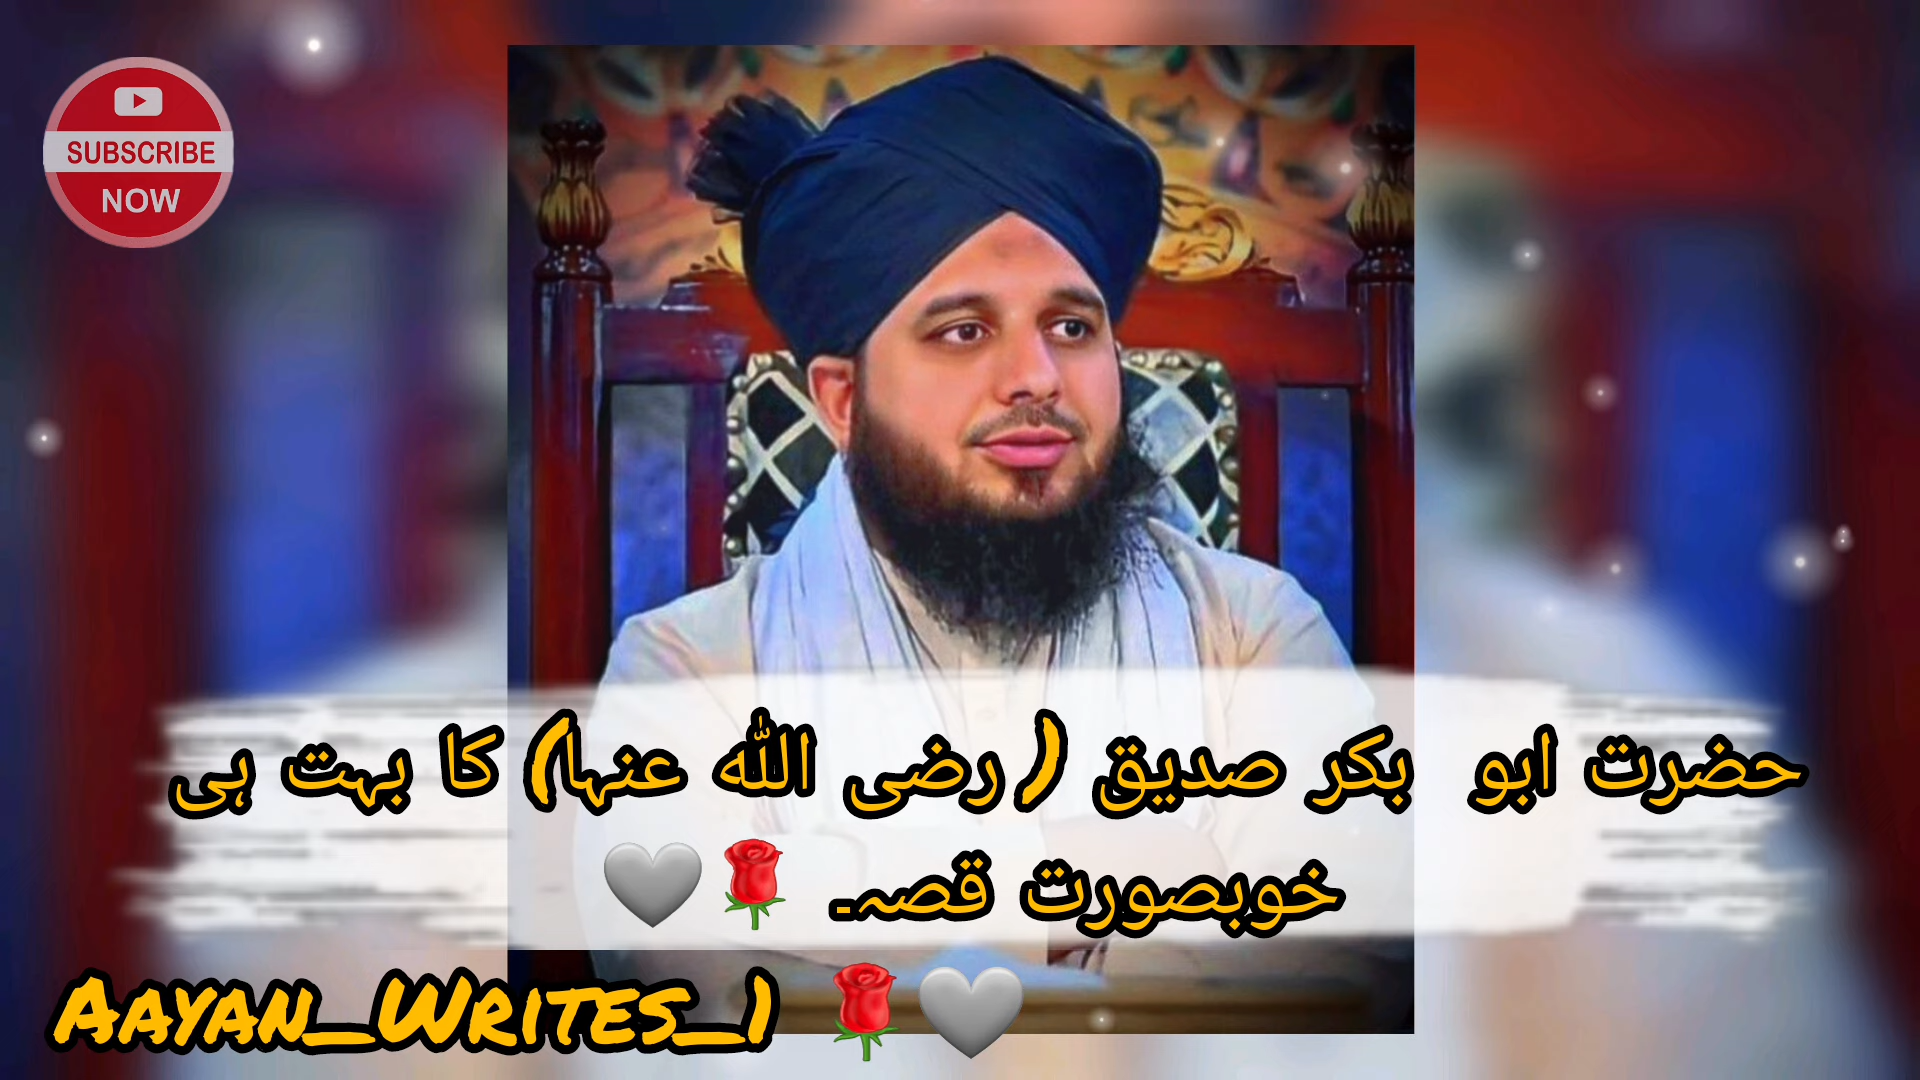 SUBSCRIBE
NOW
حضرت ابو بکر صدیق ( رضی اللہ عنہا) کا بہت ہی
خوبصورت قصہ۔ 🌹🩶
Aayan_Writes_1 🌹🩶